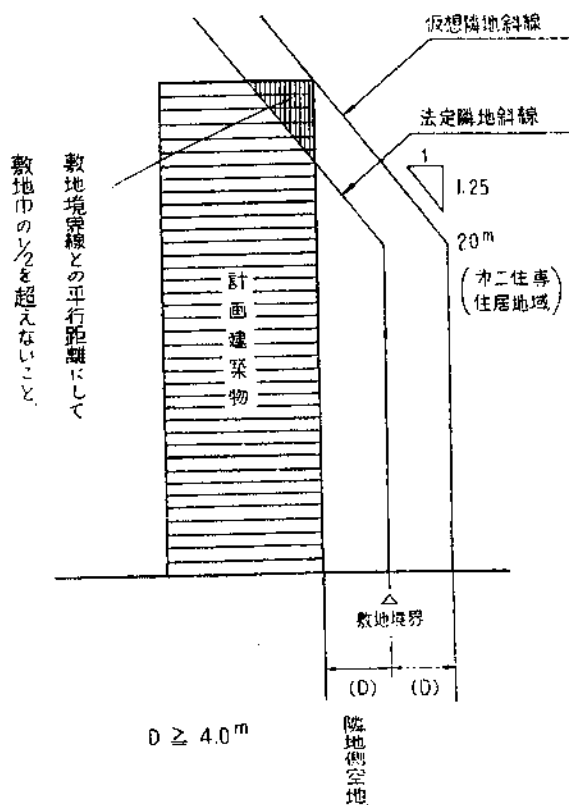 仮想隣地斜線
法定隣地斜線
1
1.25
20m
(第二住専
住居地域)
敷地境界線との平行距離にして
敷地巾の1/2を超えないこと、
計画建築物
敷地境界
(D) (D)
D ≧ 4.0m
隣地側空地